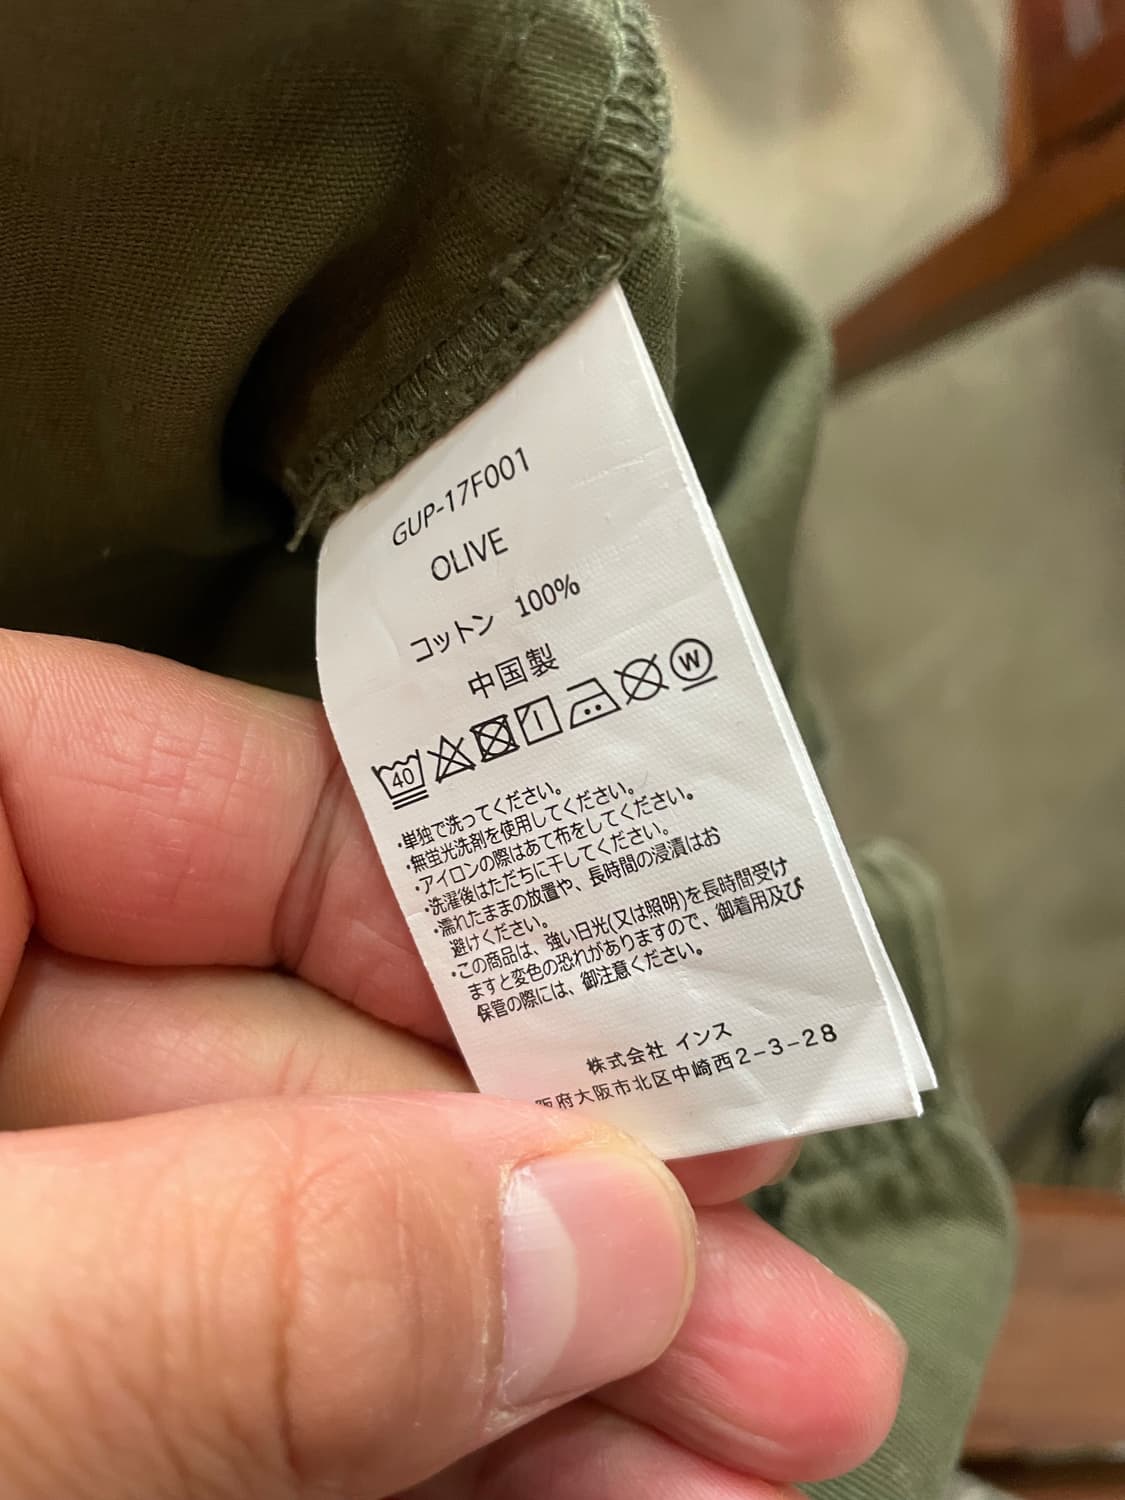 GUP-17F001
OLIVE
コットン 100%
中国製
40
W
・単独で洗ってください。
・無蛍光洗剤を使用してください。
・アイロンの際はあて布をしてください。
・洗濯後はただちに干してください。
・濡れたままの放置や、長時間の浸漬はお
避けください。
・この商品は、強い日光(又は照明)を長時間受け
ますと変色の恐れがありますので、御着用及び
保管の際には、御注意ください。
株式会社 インス
阪府大阪市北区中崎西2-3-28